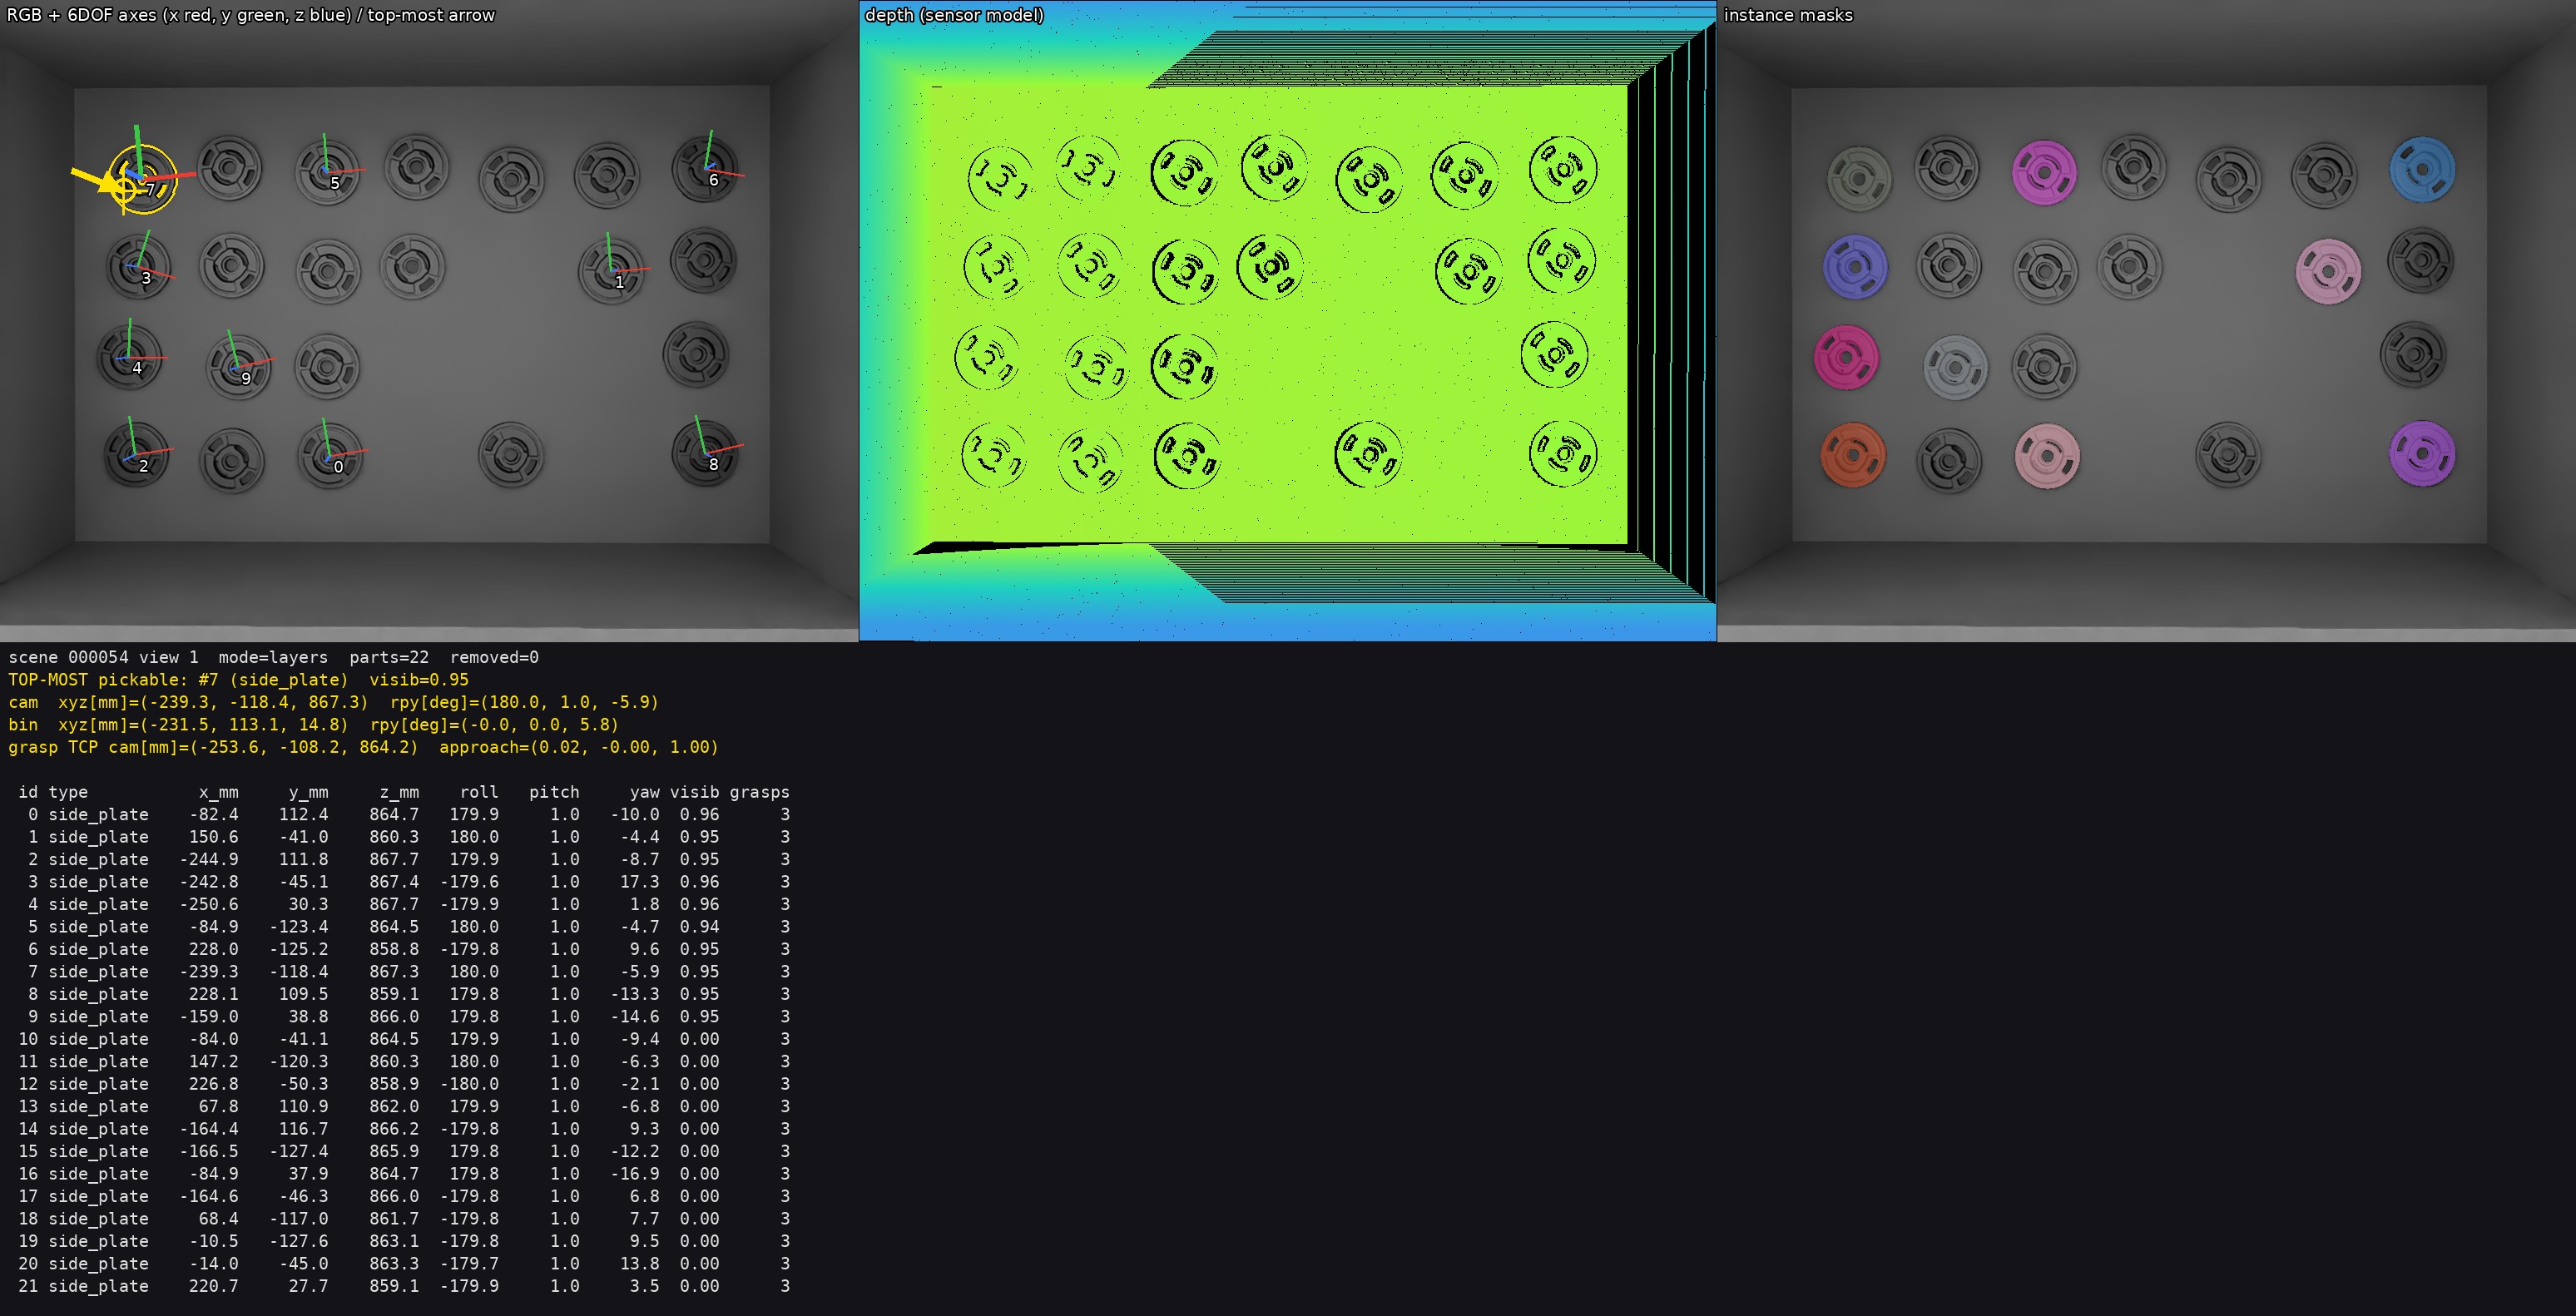 RGB + 6DOF axes (x red, y green, z blue) / top-most arrow
depth (sensor model)
instance masks
7
5
6
3
1
4
9
2
0
8
scene 000054 view 1  mode=layers  parts=22  removed=0
TOP-MOST pickable: #7 (side_plate)  visib=0.95
cam  xyz[mm]=(-239.3, -118.4, 867.3)  rpy[deg]=(180.0, 1.0, -5.9)
bin  xyz[mm]=(-231.5, 113.1, 14.8)  rpy[deg]=(-0.0, 0.0, 5.8)
grasp TCP cam[mm]=(-253.6, -108.2, 864.2)  approach=(0.02, -0.00, 1.00)
id type x_mm y_mm z_mm roll pitch yaw visib grasps
0 side_plate -82.4 112.4 864.7 179.9 1.0 -10.0 0.96 3
1 side_plate 150.6 -41.0 860.3 180.0 1.0 -4.4 0.95 3
2 side_plate -244.9 111.8 867.7 179.9 1.0 -8.7 0.95 3
3 side_plate -242.8 -45.1 867.4 -179.6 1.0 17.3 0.96 3
4 side_plate -250.6 30.3 867.7 -179.9 1.0 1.8 0.96 3
5 side_plate -84.9 -123.4 864.5 180.0 1.0 -4.7 0.94 3
6 side_plate 228.0 -125.2 858.8 -179.8 1.0 9.6 0.95 3
7 side_plate -239.3 -118.4 867.3 180.0 1.0 -5.9 0.95 3
8 side_plate 228.1 109.5 859.1 179.8 1.0 -13.3 0.95 3
9 side_plate -159.0 38.8 866.0 179.8 1.0 -14.6 0.95 3
10 side_plate -84.0 -41.1 864.5 179.9 1.0 -9.4 0.00 3
11 side_plate 147.2 -120.3 860.3 180.0 1.0 -6.3 0.00 3
12 side_plate 226.8 -50.3 858.9 -180.0 1.0 -2.1 0.00 3
13 side_plate 67.8 110.9 862.0 179.9 1.0 -6.8 0.00 3
14 side_plate -164.4 116.7 866.2 -179.8 1.0 9.3 0.00 3
15 side_plate -166.5 -127.4 865.9 179.8 1.0 -12.2 0.00 3
16 side_plate -84.9 37.9 864.7 179.8 1.0 -16.9 0.00 3
17 side_plate -164.6 -46.3 866.0 -179.8 1.0 6.8 0.00 3
18 side_plate 68.4 -117.0 861.7 -179.8 1.0 7.7 0.00 3
19 side_plate -10.5 -127.6 863.1 -179.8 1.0 9.5 0.00 3
20 side_plate -14.0 -45.0 863.3 -179.7 1.0 13.8 0.00 3
21 side_plate 220.7 27.7 859.1 -179.9 1.0 3.5 0.00 3